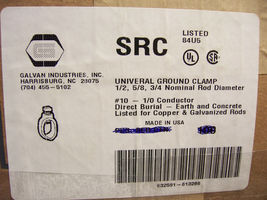 SRC
LISTED
84U5
GALVAN INDUSTRIES, INC.
HARRISBURG, NC 23075
(704) 455-5102
UNIVERAL GROUND CLAMP
1/2, 5/8, 3/4 Nominal Rod Diameter
#10 - 1/0 Conductor
Direct Burial - Earth and Concrete
Listed for Copper & Galvanized Rods
MADE IN USA